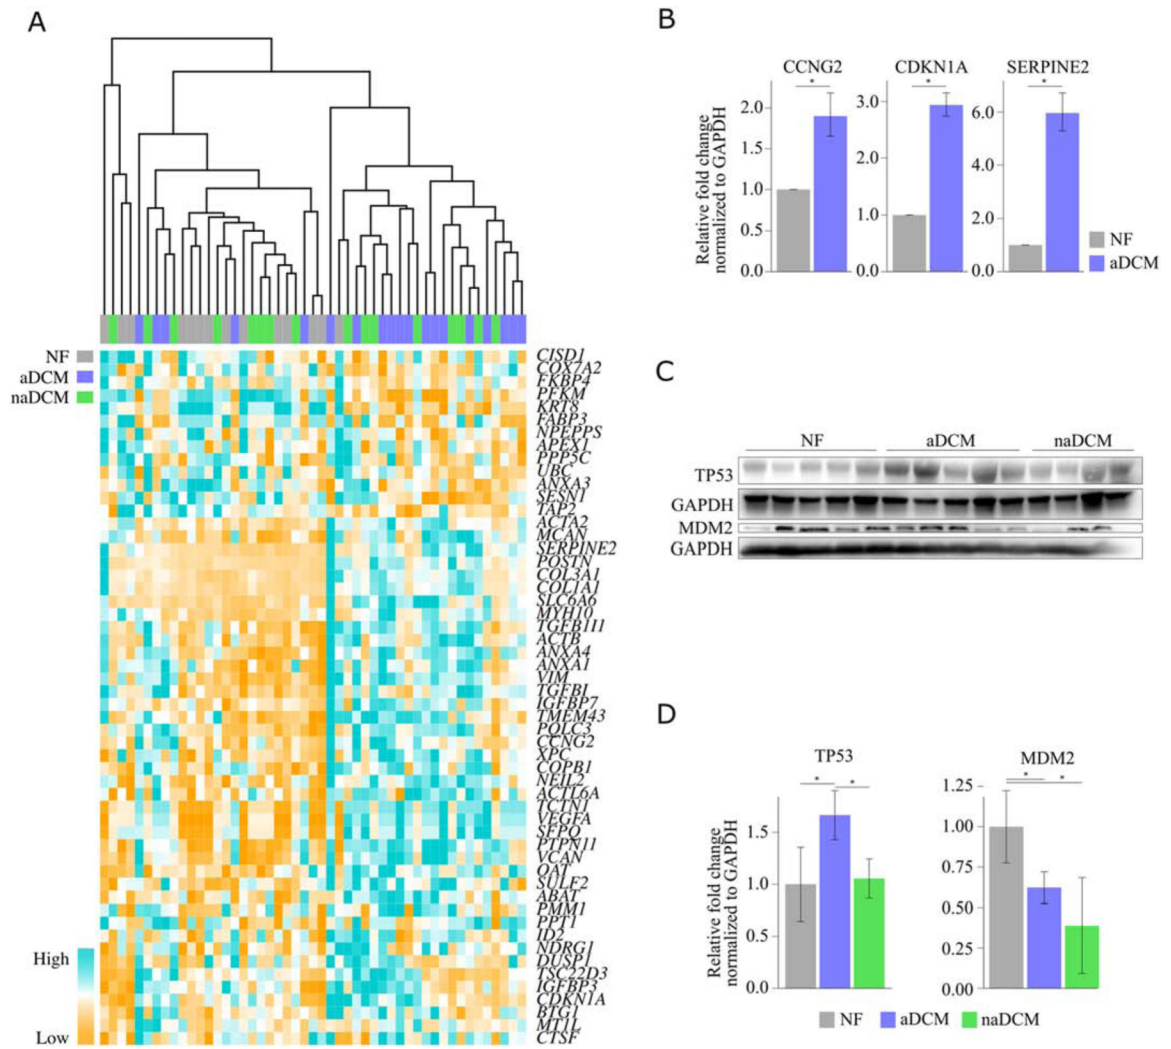 A
NF
aDCM
naDCM
CISD1
COX7A2
FKBP4
PFKM
KRT8
FABP3
NPEPPS
APEX1
PPP5C
UBC
ANXA3
SESN1
TAP2
ACTA2
MCAN
SERPINE2
POSTN
COL3A1
COL1A1
SLC6A6
MYH10
TGFB1I1
ACTB
ANXA4
ANXA1
VIM
TGFBI
IGFBP7
TMEM43
POLC3
CCNG2
XPC
COPB1
NEIL2
ACTL6A
TCTN1
VEGFA
SFPQ
PTPN11
VCAN
OAT
SULF2
ABAT
PMM1
PPT1
ID2
NDRG1
DUSP1
TSC22D3
IGFBP3
CDKN1A
BTG1
MT1L
CTSF
High
Low
B
CCNG2
CDKN1A
SERPINE2
* * *
Relative fold change
normalized to GAPDH
2.0
1.5
1.0
0.5
0.0
3.0
2.0
1.0
0.0
6.0
4.0
2.0
0.0
NF
aDCM
C
NF aDCM naDCM
TP53
GAPDH
MDM2
GAPDH
D
TP53
* *
Relative fold change
normalized to GAPDH
1.5
1.0
0.5
0.0
MDM2
* *
1.25
1.00
0.75
0.50
0.25
0.00
NF aDCM naDCM